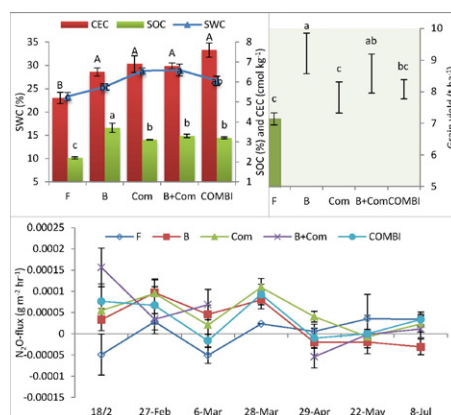 CEC SOC SWC
35
30
25
20
15
10
5
SWC (%)
B A A A A
a
ab
c b b b
F B Com B+Com COMBI
8
7
6
5
4
3
2
1
SOC (%) and CEC (cmol kg⁻¹)
a
ab
c bc
F B Com B+Com COMBI
10
9
8
7
6
5
Grain yield (t ha⁻¹)
F B Com B+Com COMBI
0.00025
0.0002
0.00015
0.0001
0.00005
0
-0.00005
-0.0001
-0.00015
N₂O-flux (g m⁻² hr⁻¹)
18/2 27-Feb 6-Mar 28-Mar 29-Apr 22-May 8-Jul